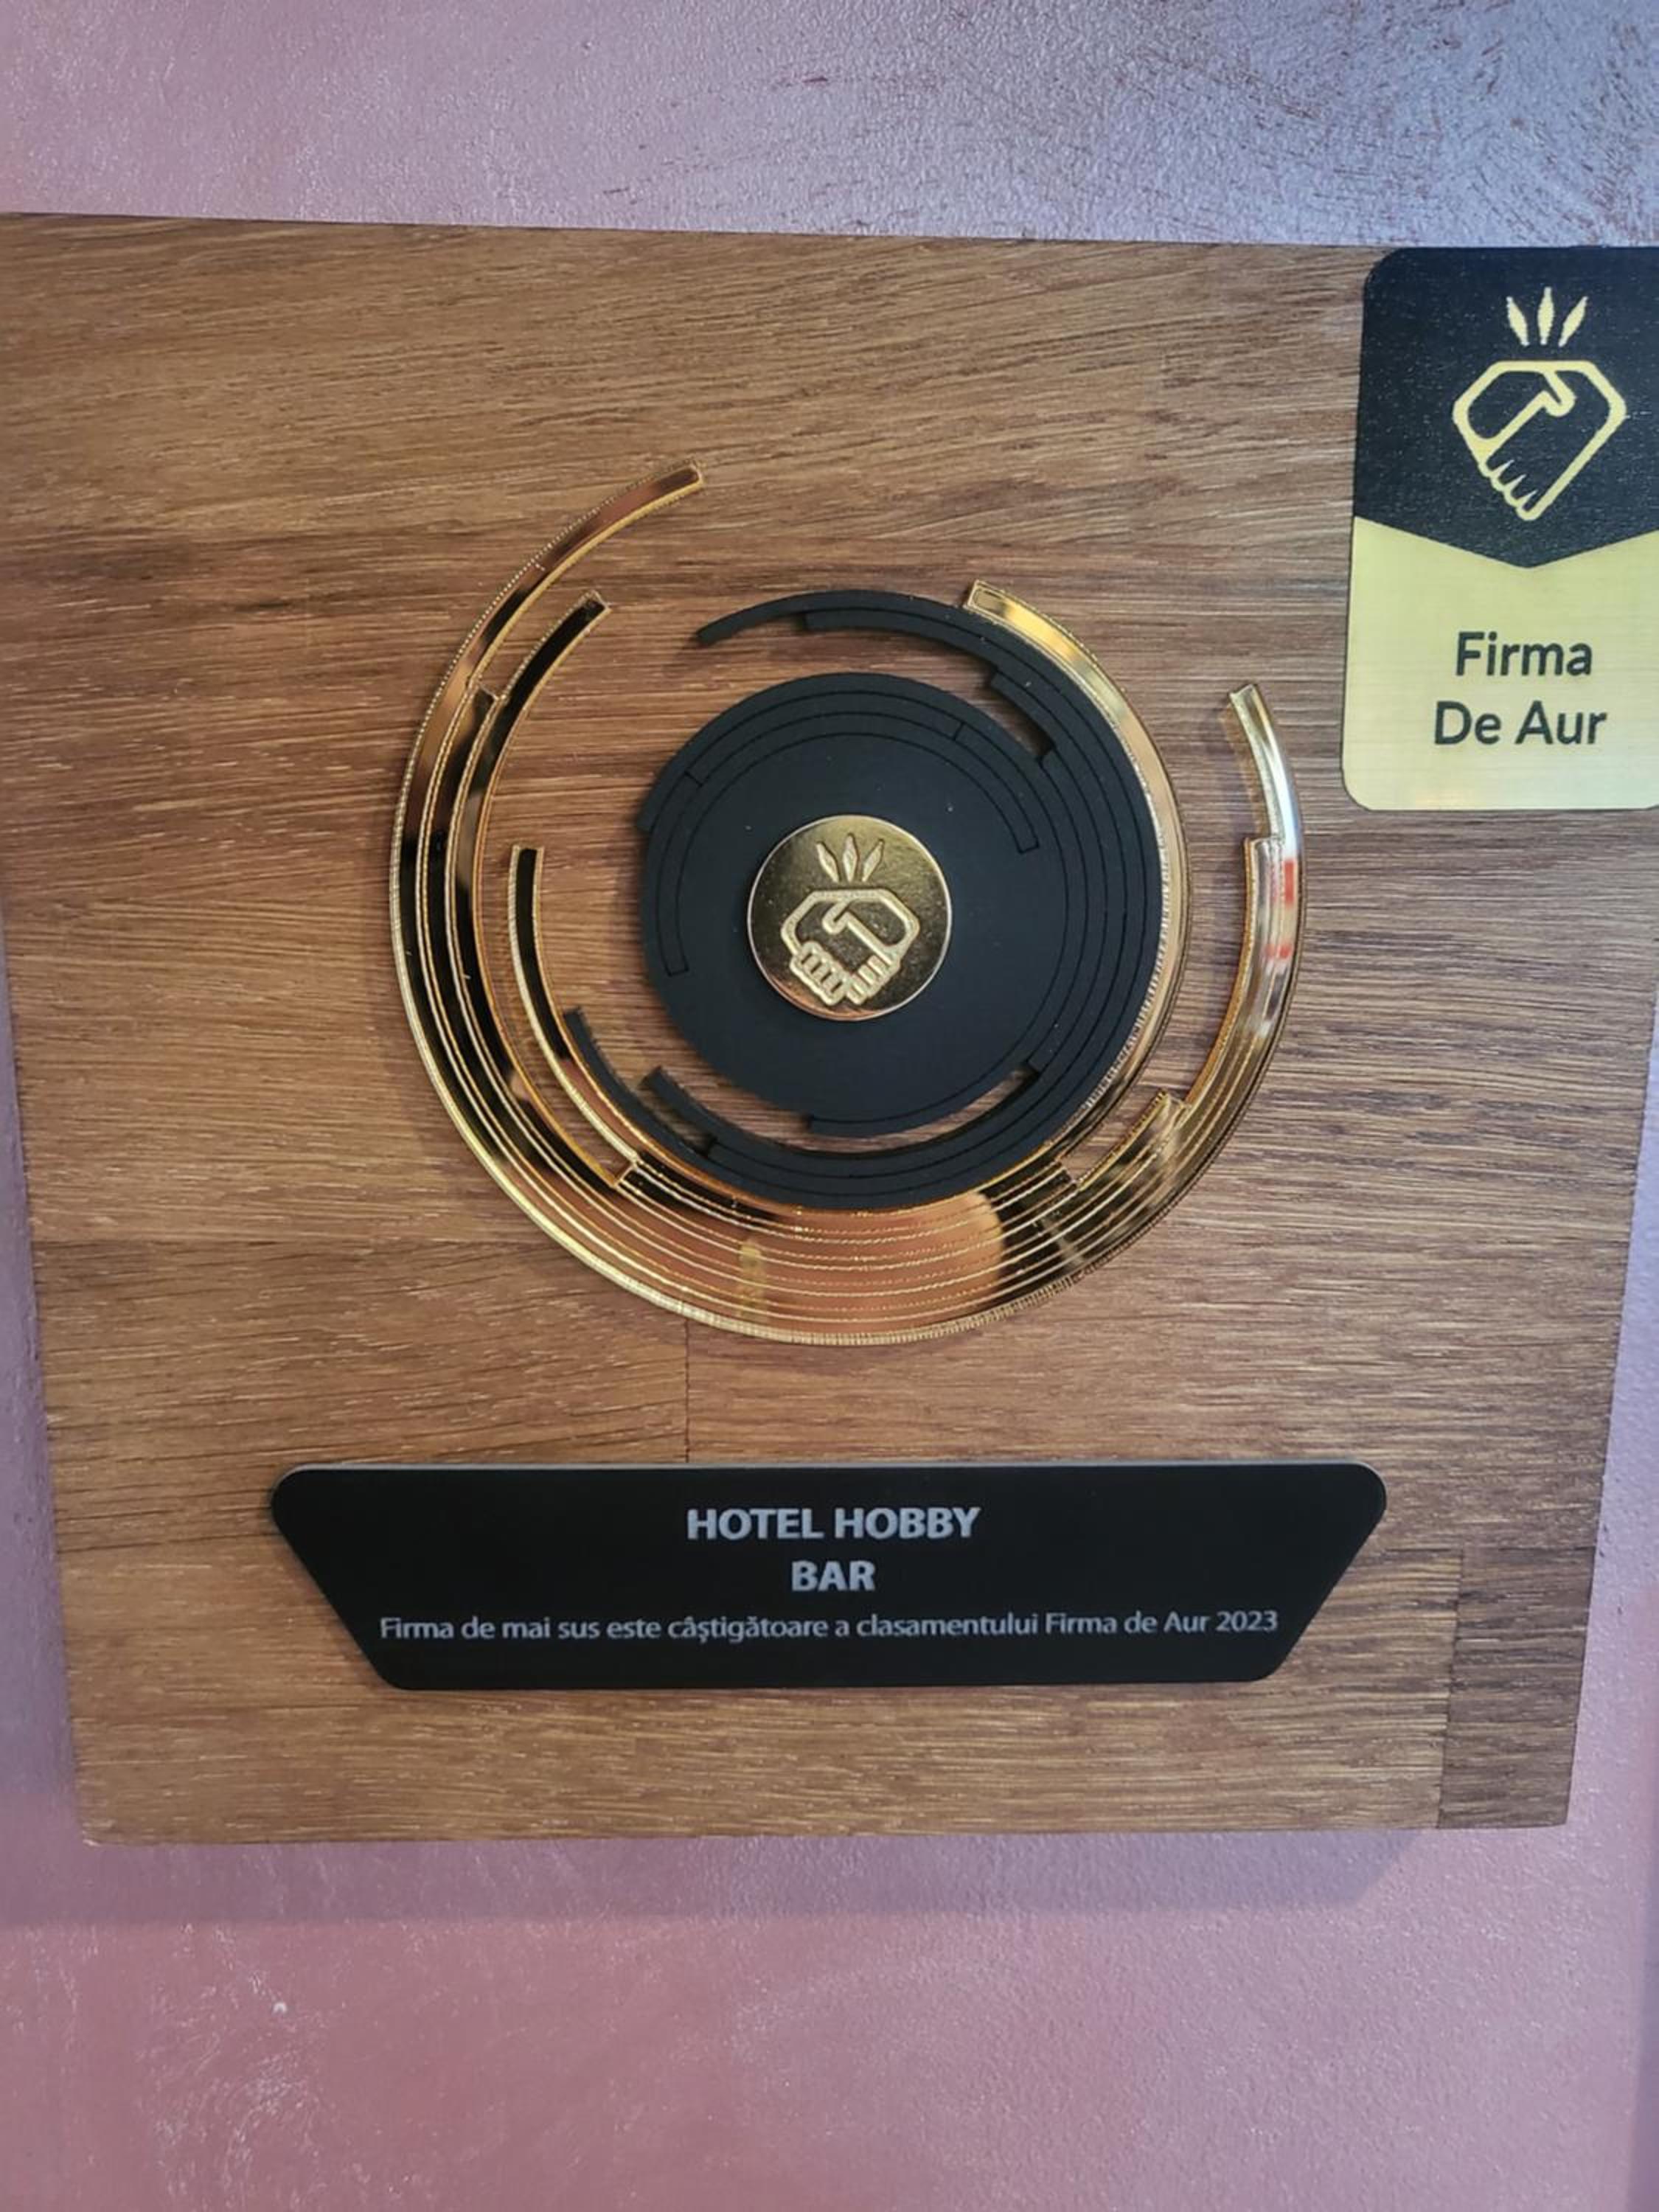 Firma
De Aur
HOTEL HOBBY
BAR
Firma de mai sus este câștigătoare a clasamentului Firma de Aur 2023